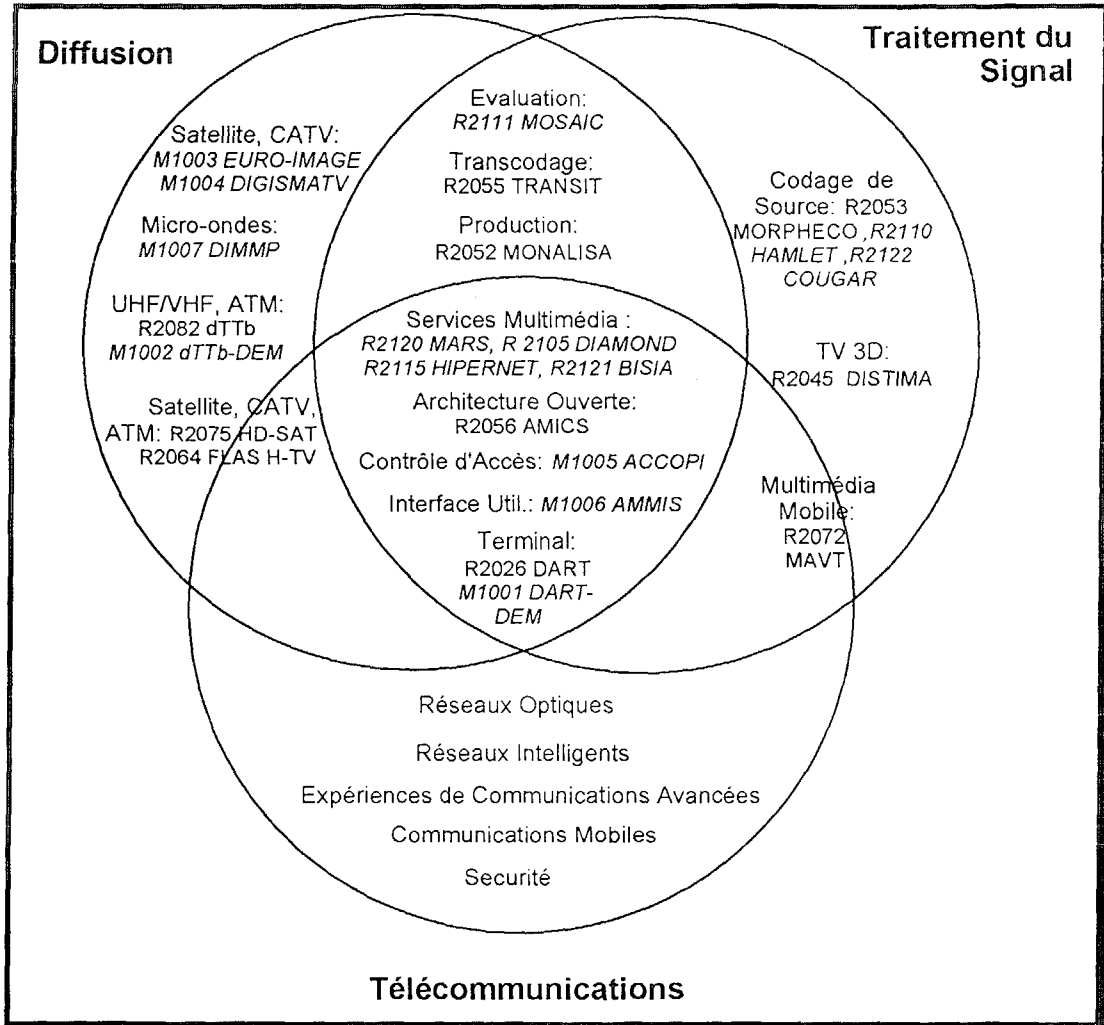 Diffusion
Traitement du
Signal
Evaluation:
R2111 MOSAIC
Transcodage:
R2055 TRANSIT
Production:
R2052 MONALISA
Satellite, CATV:
M1003 EURO-IMAGE
M1004 DIGISMATV
Micro-ondes:
M1007 DIMMP
UHF/VHF, ATM:
R2082 dTTb
M1002 dTTb-DEM
Satellite, CATV,
ATM: R2075 HD-SAT
R2064 FLAS H-TV
Codage de
Source: R2053
MORPHECO ,R2110
HAMLET ,R2122
COUGAR
TV 3D:
R2045 DISTIMA
Services Multimédia :
R2120 MARS, R 2105 DIAMOND
R2115 HIPERNET, R2121 BISIA
Architecture Ouverte:
R2056 AMICS
Contrôle d'Accès: M1005 ACCOPI
Interface Util.: M1006 AMMIS
Terminal:
R2026 DART
M1001 DART-
DEM
Multimédia
Mobile:
R2072
MAVT
Réseaux Optiques
Réseaux Intelligents
Expériences de Communications Avancées
Communications Mobiles
Securité
Télécommunications